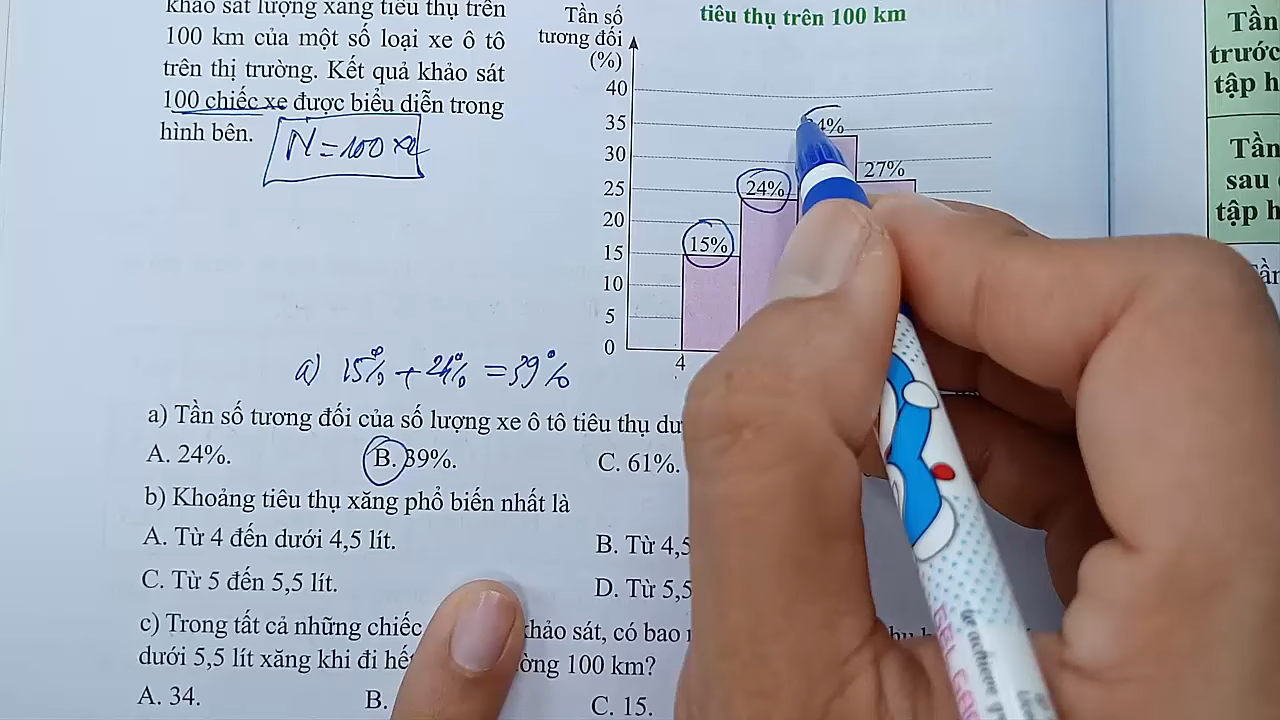 khảo sát lượng xăng tiêu thụ trên
100 km của một số loại xe ô tô
trên thị trường. Kết quả khảo sát
100 chiếc xe được biểu diễn trong
hình bên.
N = 100 xe
Tần số
tương đối
(%)
tiêu thụ trên 100 km
40
35
30
25
20
15
10
5
0
4
15%
24%
4%
27%
a) 15% + 24% = 39%
a) Tần số tương đối của số lượng xe ô tô tiêu thụ
A. 24%.
B. 39%.
C. 61%.
b) Khoảng tiêu thụ xăng phổ biến nhất là
A. Từ 4 đến dưới 4,5 lít.
B. Từ 4,5
C. Từ 5 đến 5,5 lít.
D. Từ 5,5
c) Trong tất cả những chiếc khảo sát, có bao
dưới 5,5 lít xăng khi đi 100 km?
A. 34.
B.
C. 15.
Tần
trước
tập
Tần
sau
tập